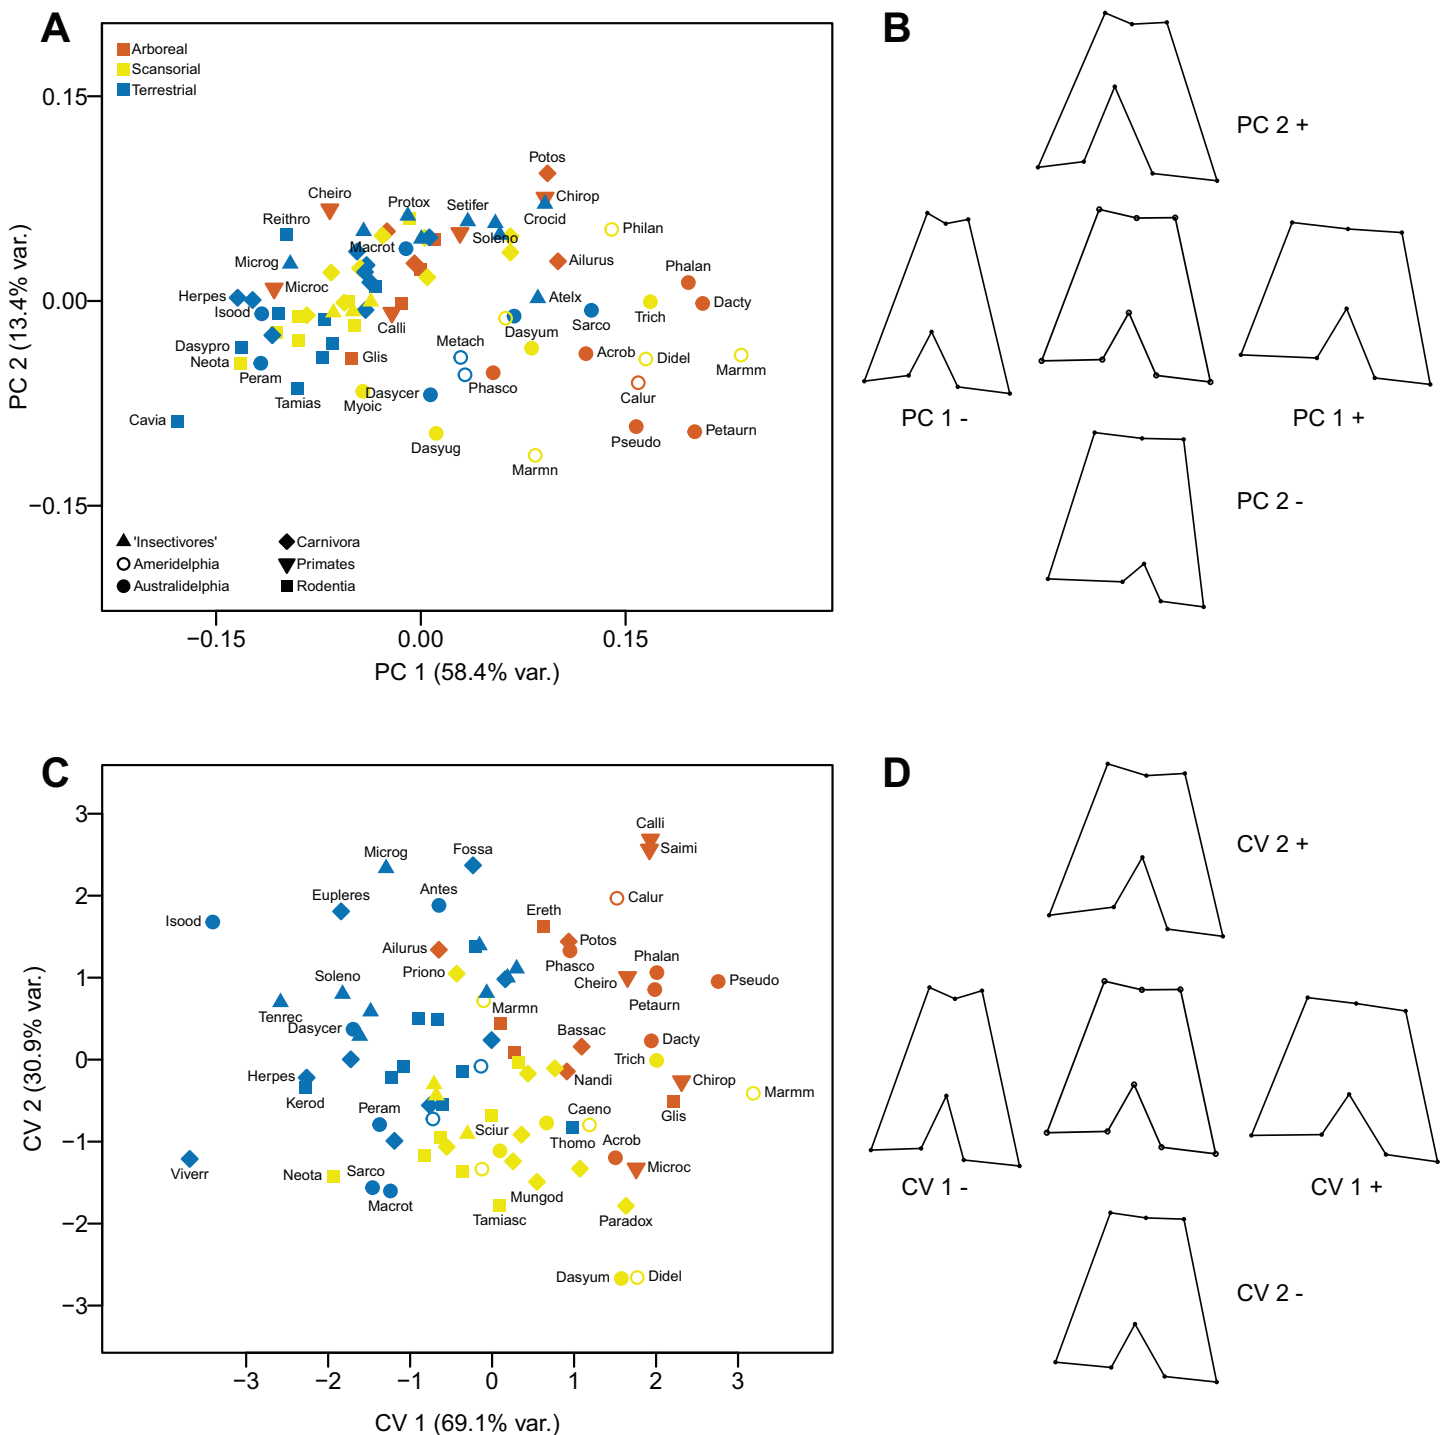 A
B
Arboreal
Scansorial
Terrestrial
0.15
0.00
−0.15
PC 2 (13.4% var.)
Potos
Cheiro
Chirop
Protox
Setifer
Crocid
Reithro
Philan
Macrot
Soleno
Microg
Ailurus
Phalan
Herpes
Microc
Atelx
Dacty
Isood
Calli
Trich
Sarco
Dasyum
Metach
Dasypro
Neota
Glis
Acrob
Didel
Marmm
Peram
Phasco
Tamias
Myoic
Dasycer
Calur
Cavia
Dasyug
Pseudo
Petaurn
Marmn
'Insectivores'
Carnivora
Ameridelphia
Primates
Australidelphia
Rodentia
−0.15
0.00
0.15
PC 1 (58.4% var.)
PC 2 +
PC 1 -
PC 1 +
PC 2 -
C
D
3
2
1
0
−1
−2
−3
CV 2 (30.9% var.)
Calli
Saimi
Microg
Fossa
Eupleres
Antes
Calur
Isood
Ereth
Ailurus
Potos
Priono
Phasco
Phalan
Soleno
Cheiro
Pseudo
Tenrec
Marmn
Petaurn
Dasycer
Bassac
Dacty
Trich
Herpes
Nandi
Chirop
Kerod
Marmm
Glis
Peram
Caeno
Sciur
Thomo
Acrob
Viverr
Neota
Sarco
Microc
Macrot
Mungod
Tamiasc
Paradox
Dasyum
Didel
−3
−2
−1
0
1
2
3
CV 1 (69.1% var.)
CV 2 +
CV 1 -
CV 1 +
CV 2 -